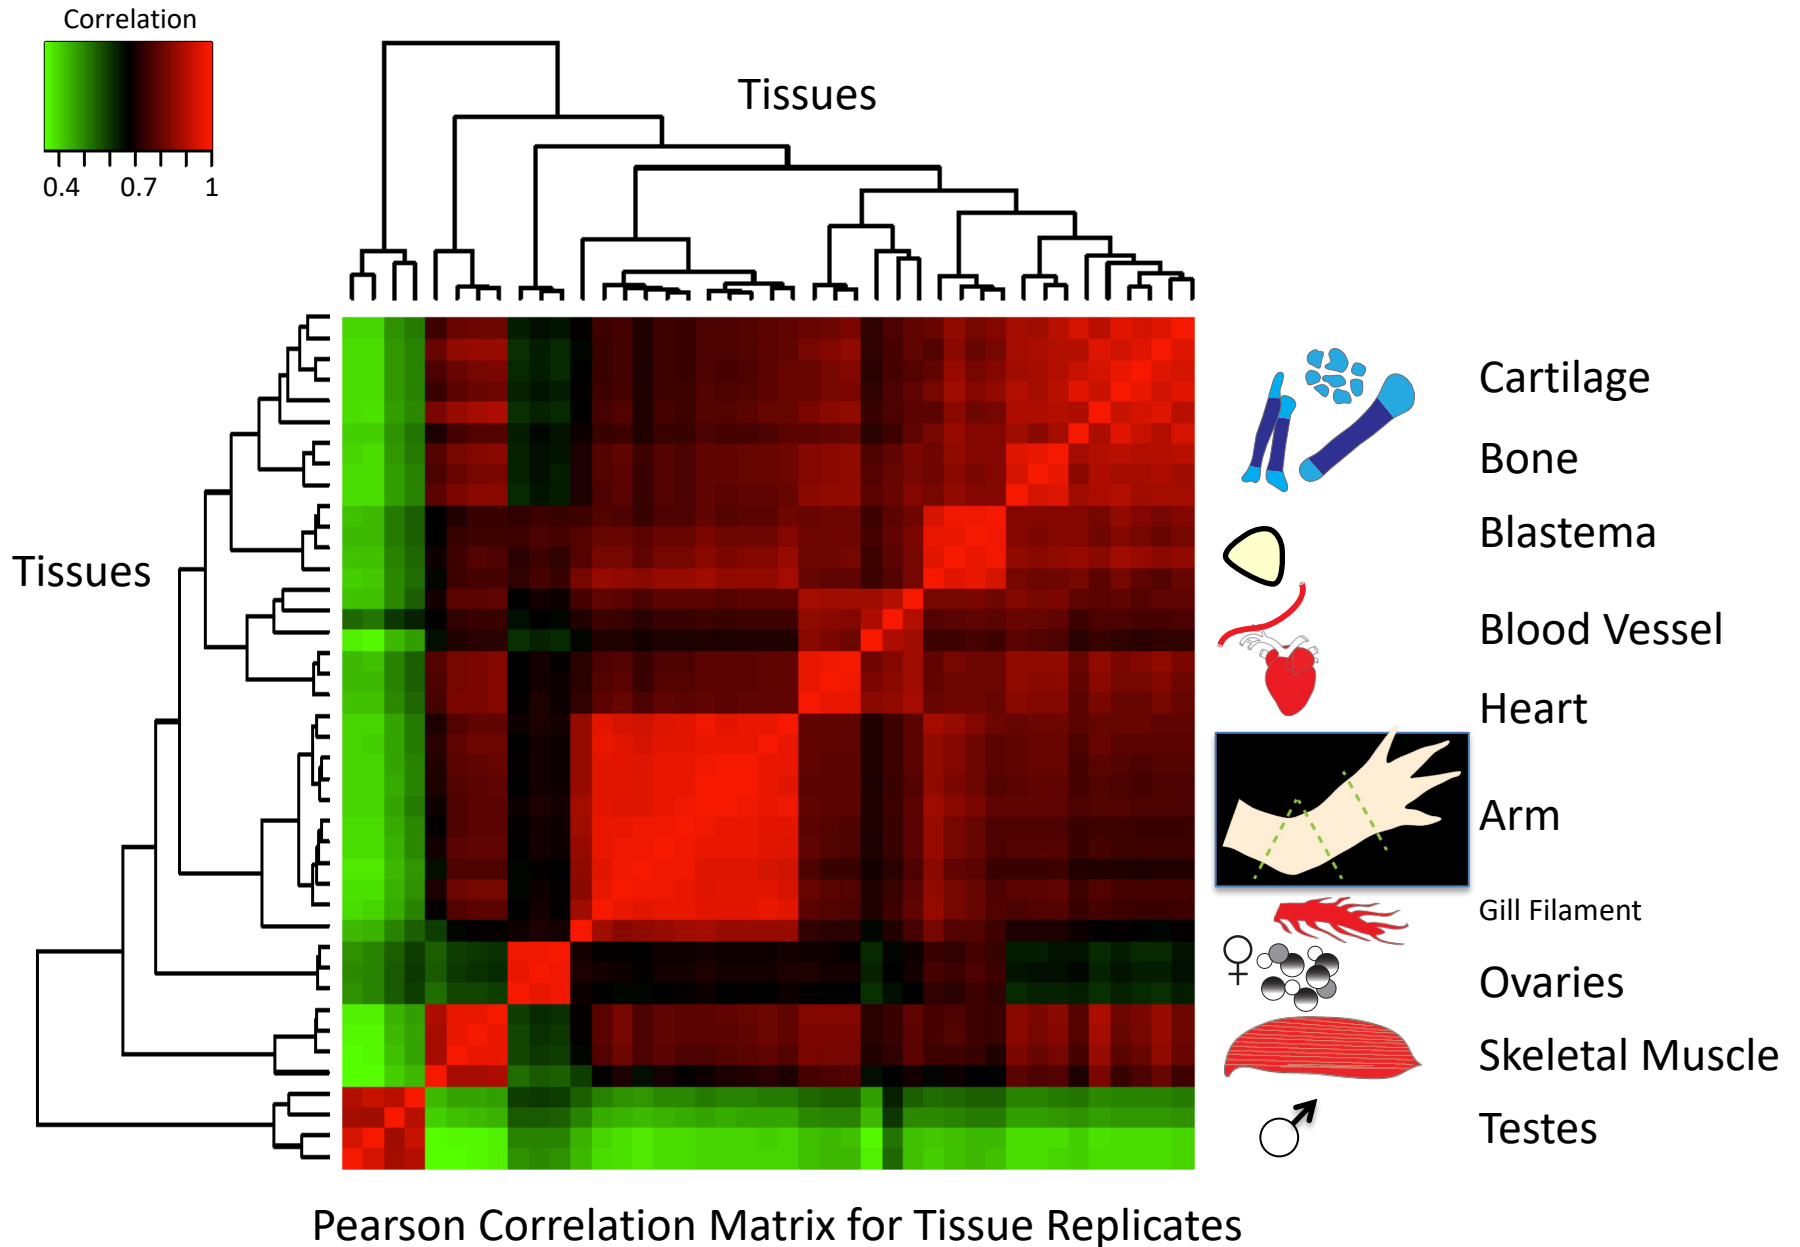 Correlation
0.4 0.7 1
Tissues
Tissues
Cartilage
Bone
Blastema
Blood Vessel
Heart
Arm
Gill Filament
Ovaries
Skeletal Muscle
Testes
Pearson Correlation Matrix for Tissue Replicates